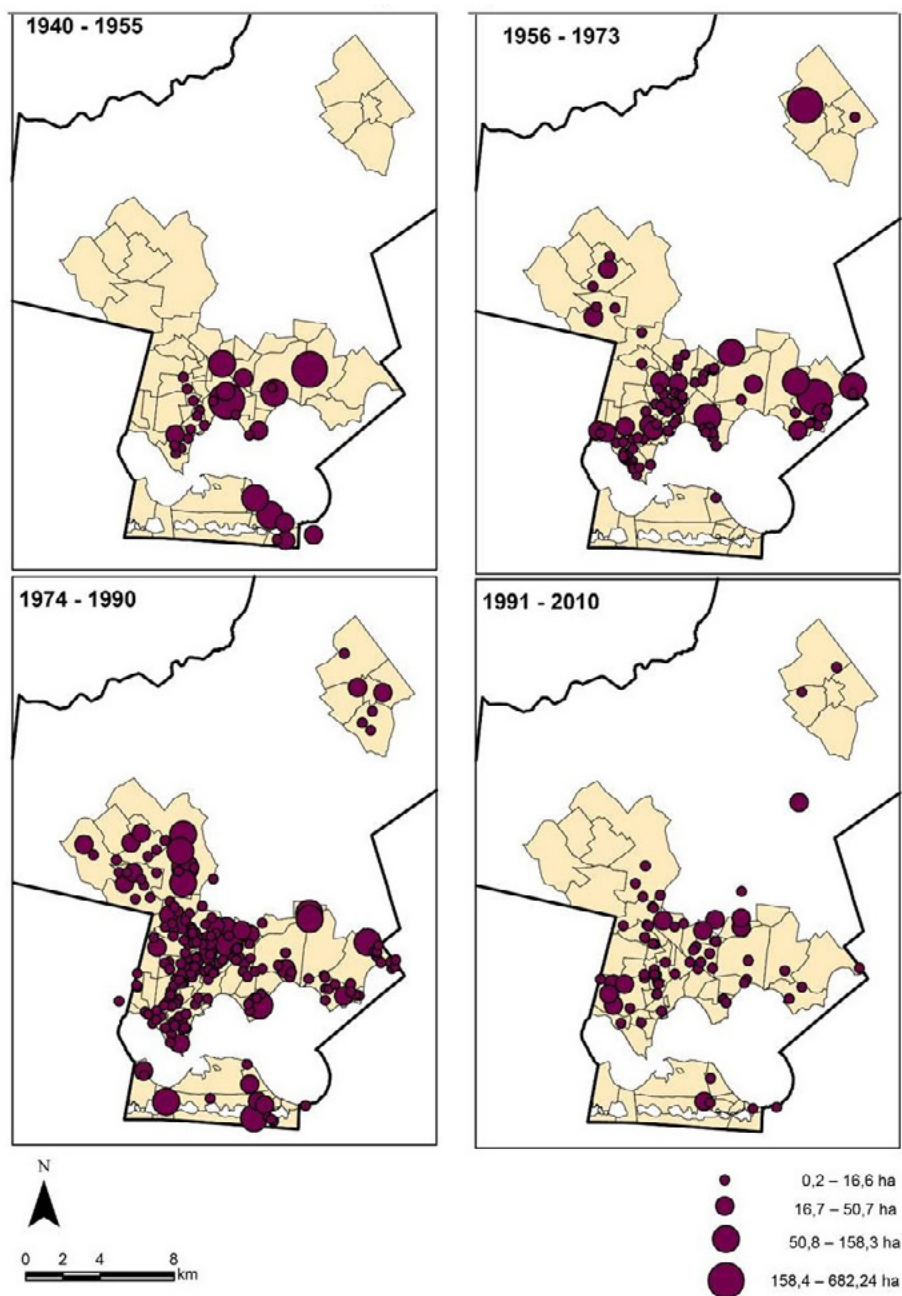 1940 - 1955
1956 - 1973
1974 - 1990
1991 - 2010
N
0 2 4 8
km
0,2 – 16,6 ha
16,7 – 50,7 ha
50,8 – 158,3 ha
158,4 – 682,24 ha